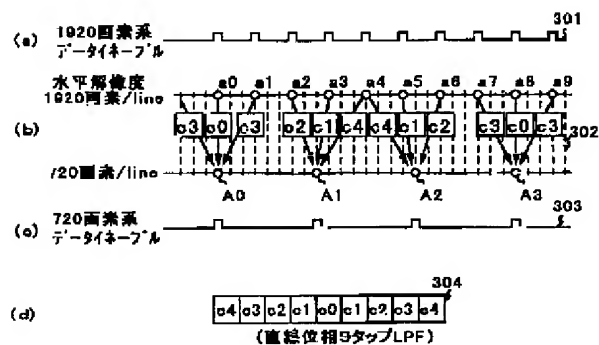 301
(a) 1920画素系
データイネーブル
水平解像度
1920画素/line
a0 a1 a2 a3 a4 a5 a6 a7 a8 a9
(b) c3 c0 c3 c2 c1 c4 c4 c1 c2 c3 c0 c3 302
720画素/line
A0 A1 A2 A3
(c) 720画素系
データイネーブル
303
304
(d) c4 c3 c2 c1 c0 c1 c2 c3 c4
(直線位相9タップLPF)